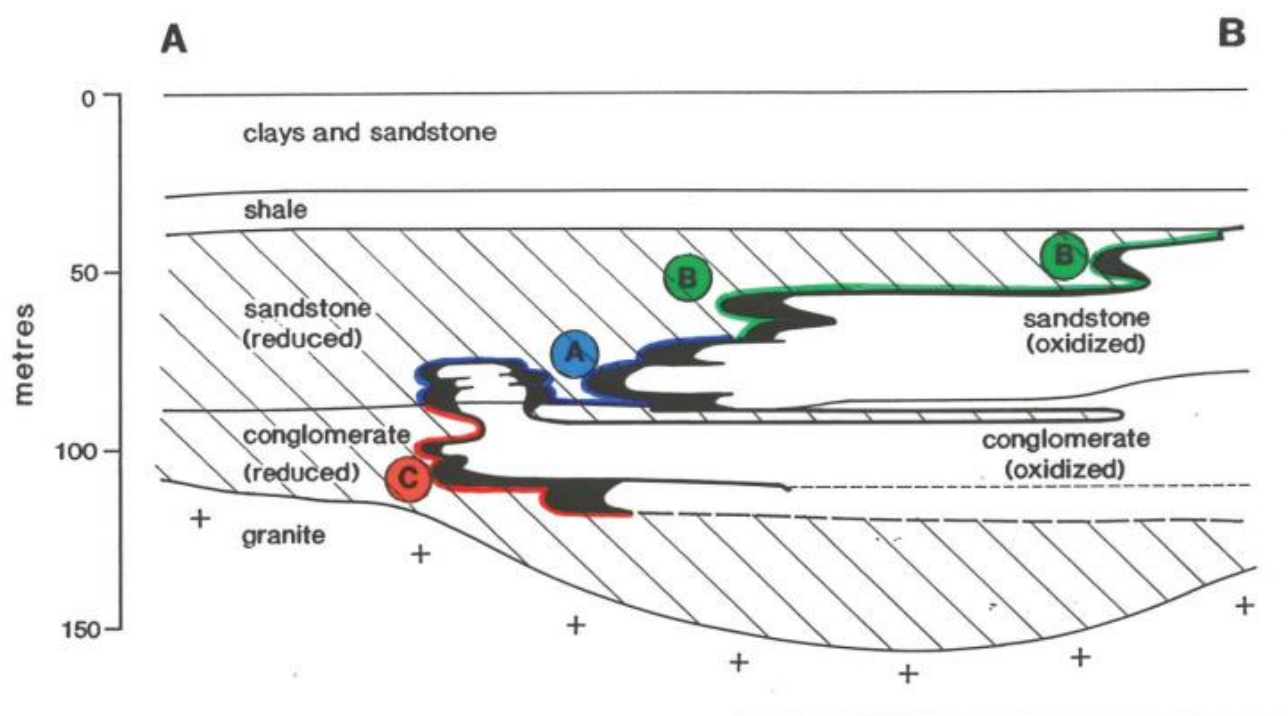 A
B
0
clays and sandstone
shale
50
B
B
sandstone
(reduced)
sandstone
(oxidized)
A
metres
100
conglomerate
(reduced)
conglomerate
(oxidized)
C
granite
150